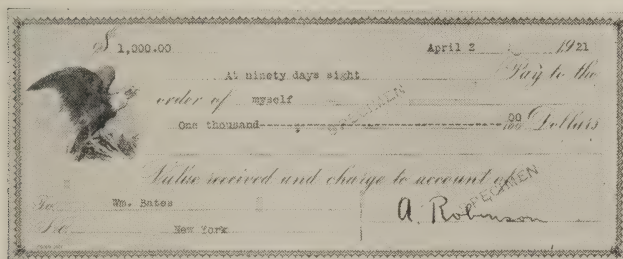 $ 1,000.00 April 2 1921
At ninety days sight Pay to the
order of myself
SPECIMEN
One thousand 00/100 Dollars
Value received and charge to account of
SPECIMEN
To Wm. Bates
No. New York
A. Robinson